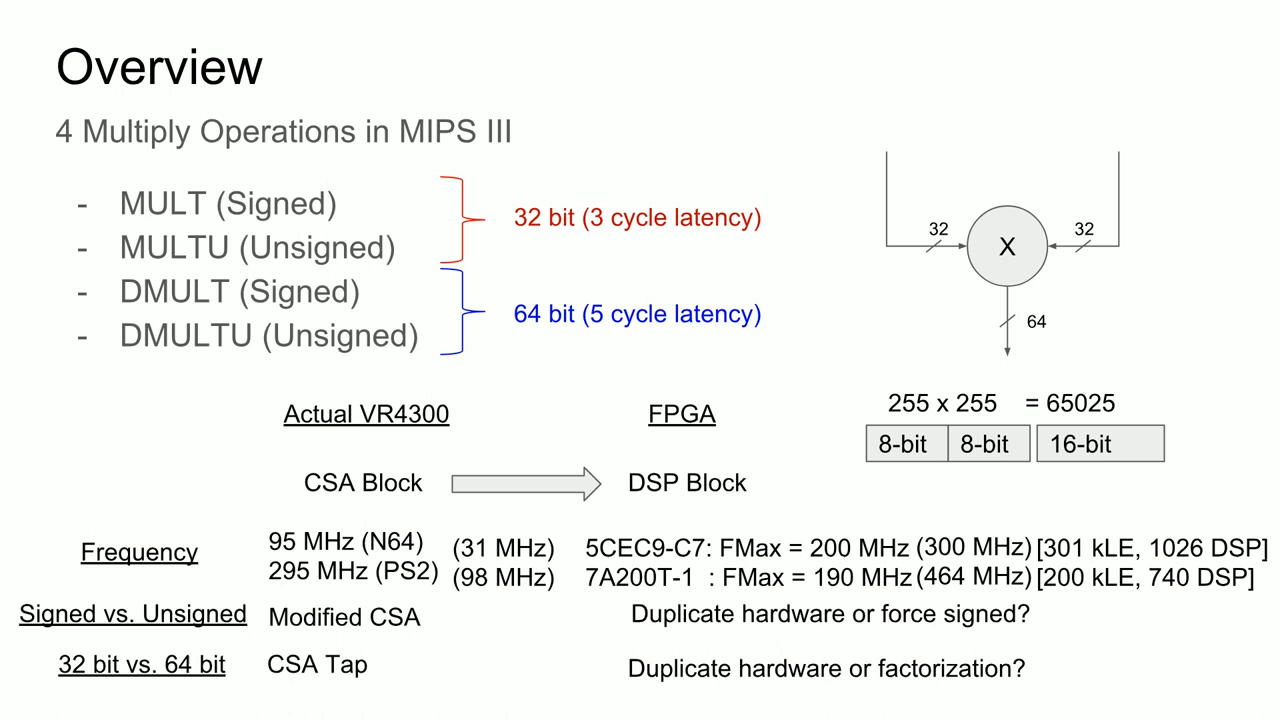 Overview
4 Multiply Operations in MIPS III
- MULT (Signed)
- MULTU (Unsigned)
- DMULT (Signed)
- DMULTU (Unsigned)
32 bit (3 cycle latency)
64 bit (5 cycle latency)
32
X
32
64
255 x 255 = 65025
8-bit 8-bit 16-bit
Actual VR4300 FPGA
CSA Block DSP Block
Frequency
95 MHz (N64) (31 MHz) 5CEC9-C7: FMax = 200 MHz (300 MHz) [301 kLE, 1026 DSP]
295 MHz (PS2) (98 MHz) 7A200T-1 : FMax = 190 MHz (464 MHz) [200 kLE, 740 DSP]
Signed vs. Unsigned Modified CSA Duplicate hardware or force signed?
32 bit vs. 64 bit CSA Tap Duplicate hardware or factorization?